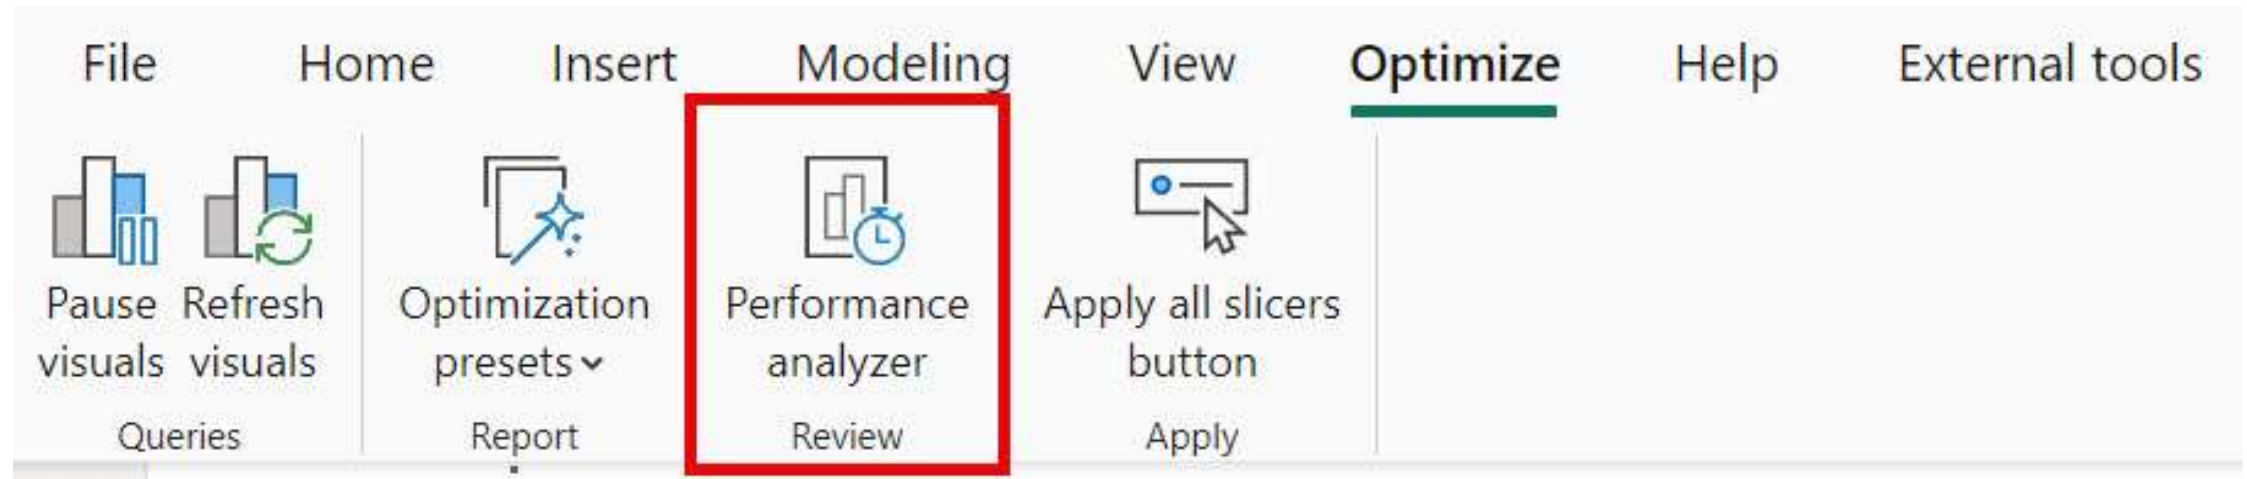 File Home Insert Modeling View Optimize Help External tools
Pause Refresh Optimization Performance Apply all slicers
visuals visuals presets analyzer button
Queries Report Review Apply